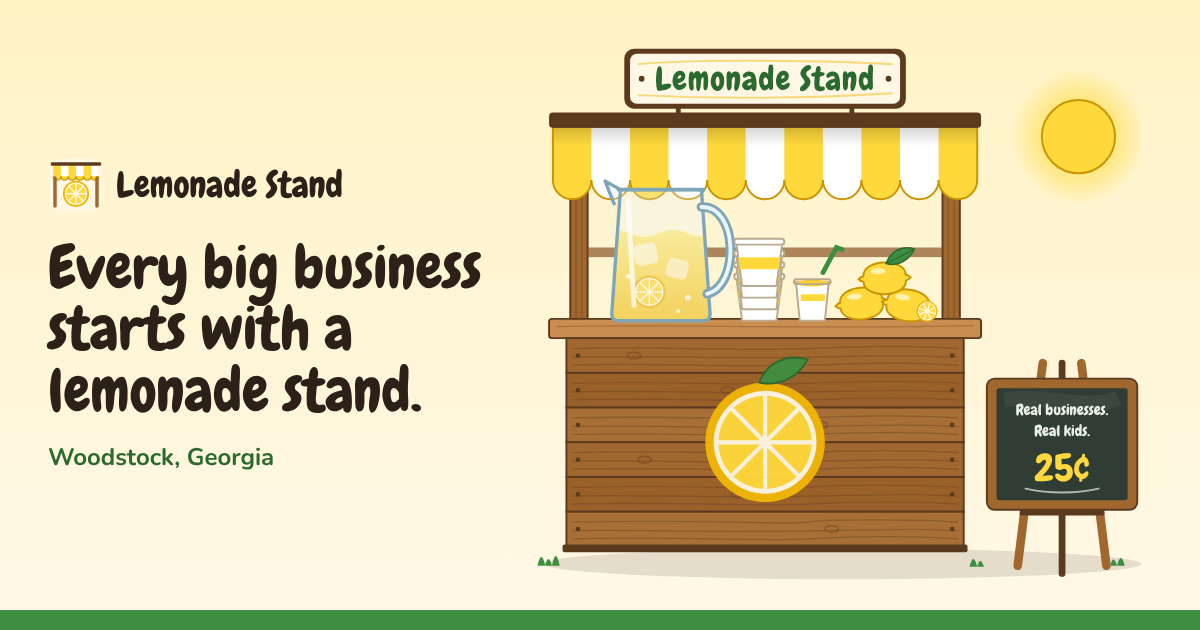 Lemonade Stand
Every big business
starts with a
lemonade stand.
Woodstock, Georgia
Lemonade Stand
Real businesses.
Real kids.
25¢